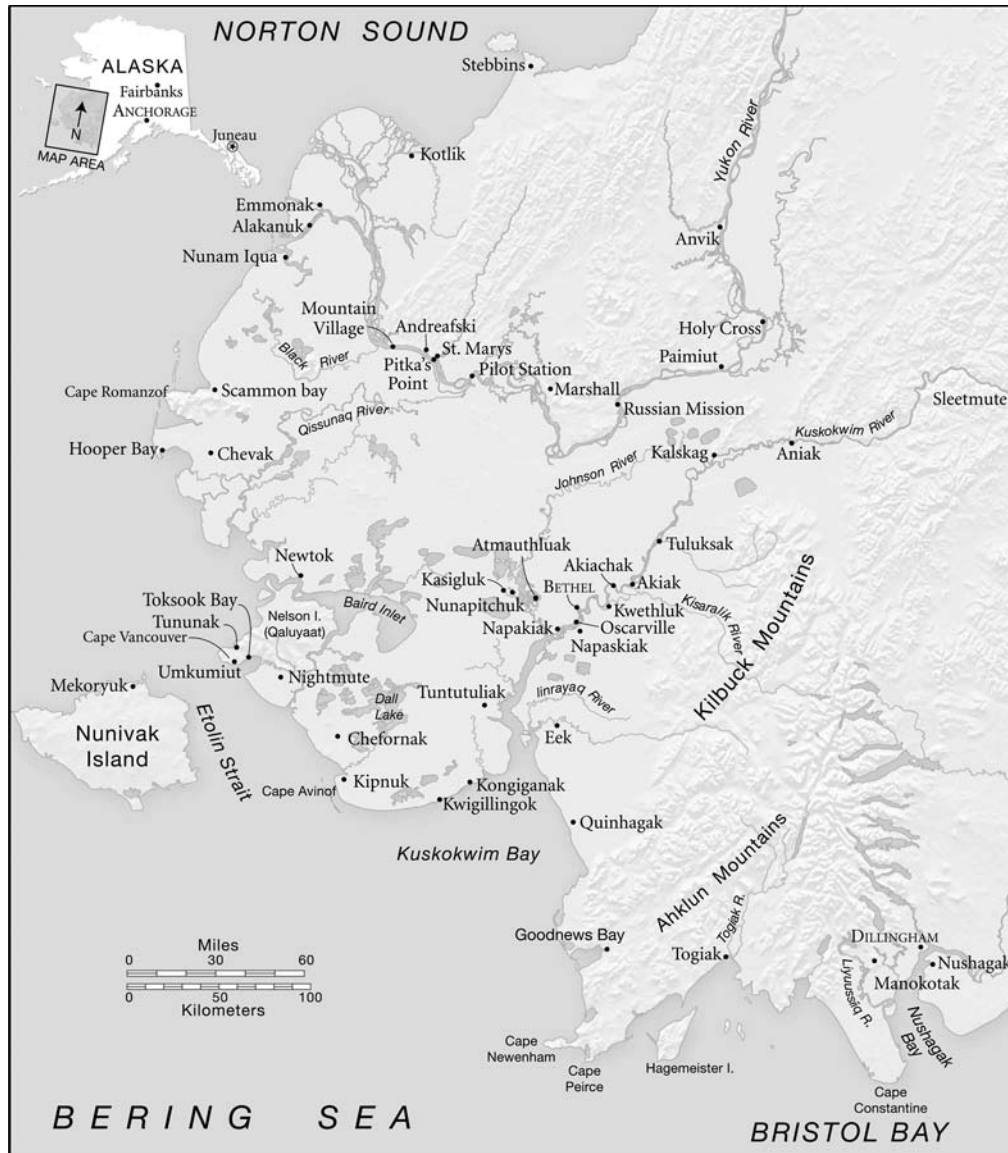 NORTON SOUND
ALASKA
Fairbanks
ANCHORAGE
N
MAP AREA
Juneau
Stebbins
Yukon River
Kotlik
Emmonak
Alakanuk
Nunam Iqua
Anvik
Mountain
Village
Andreafski
St. Marys
Pitka's
Point
Pilot Station
Black River
Holy Cross
Paimiut
Marshall
Russian Mission
Cape Romanzof
Scammon bay
Qissunaq River
Sleetmute
Kuskokwim River
Hooper Bay
Chevak
Johnson River
Kalskag
Aniak
Newtok
Atmauthluak
Tuluksak
Kasigluk
Akiachak
Akiak
Nunapitchuk
BETHEL
Kwethluk
Kisaralik River
Toksook Bay
Nelson I.
(Qaluyaat)
Baird Inlet
Tununak
Napakiak
Oscarville
Napaskiak
Cape Vancouver
Umkumiut
Nightmute
Kilbuck Mountains
Mekoryuk
Dall
Lake
Tuntutuliak
Iinrayaq River
Nunivak
Island
Etolin Strait
Chefornak
Eek
Cape Avinof
Kipnuk
Kongiganak
Kwigillingok
Quinhagak
Kuskokwim Bay
Ahklun Mountains
Miles
0 30 60
0 50 100
Kilometers
Goodnews Bay
Togiak R.
Togiak
DILLINGHAM
Nushagak
Manokotak
Liyuussiiq R.
Nushagak
Bay
Cape
Newenham
Cape
Peirce
Hagemeister I.
Cape
Constantine
BERING SEA
BRISTOL BAY